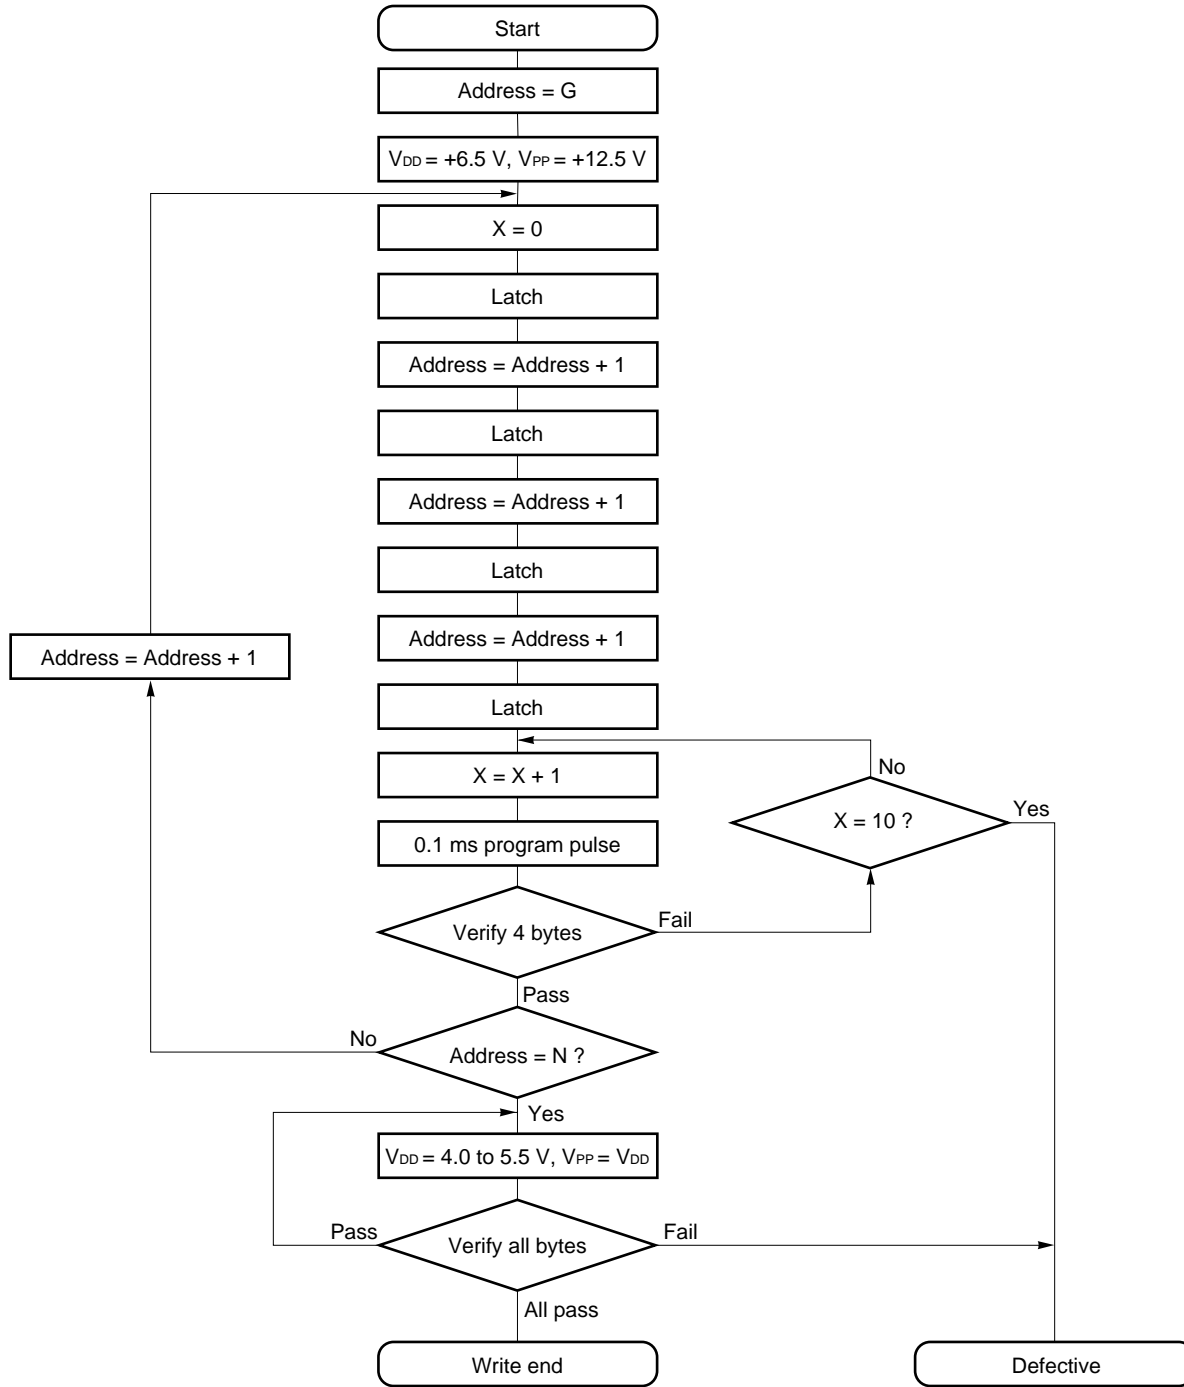 Start
Address = G
VDD = +6.5 V, VPP = +12.5 V
X = 0
Latch
Address = Address + 1
Latch
Address = Address + 1
Latch
Address = Address + 1
Address = Address + 1
Latch
X = X + 1
No
X = 10 ?
Yes
0.1 ms program pulse
Verify 4 bytes
Fail
Pass
No
Address = N ?
Yes
VDD = 4.0 to 5.5 V, VPP = VDD
Pass
Verify all bytes
Fail
All pass
Write end
Defective